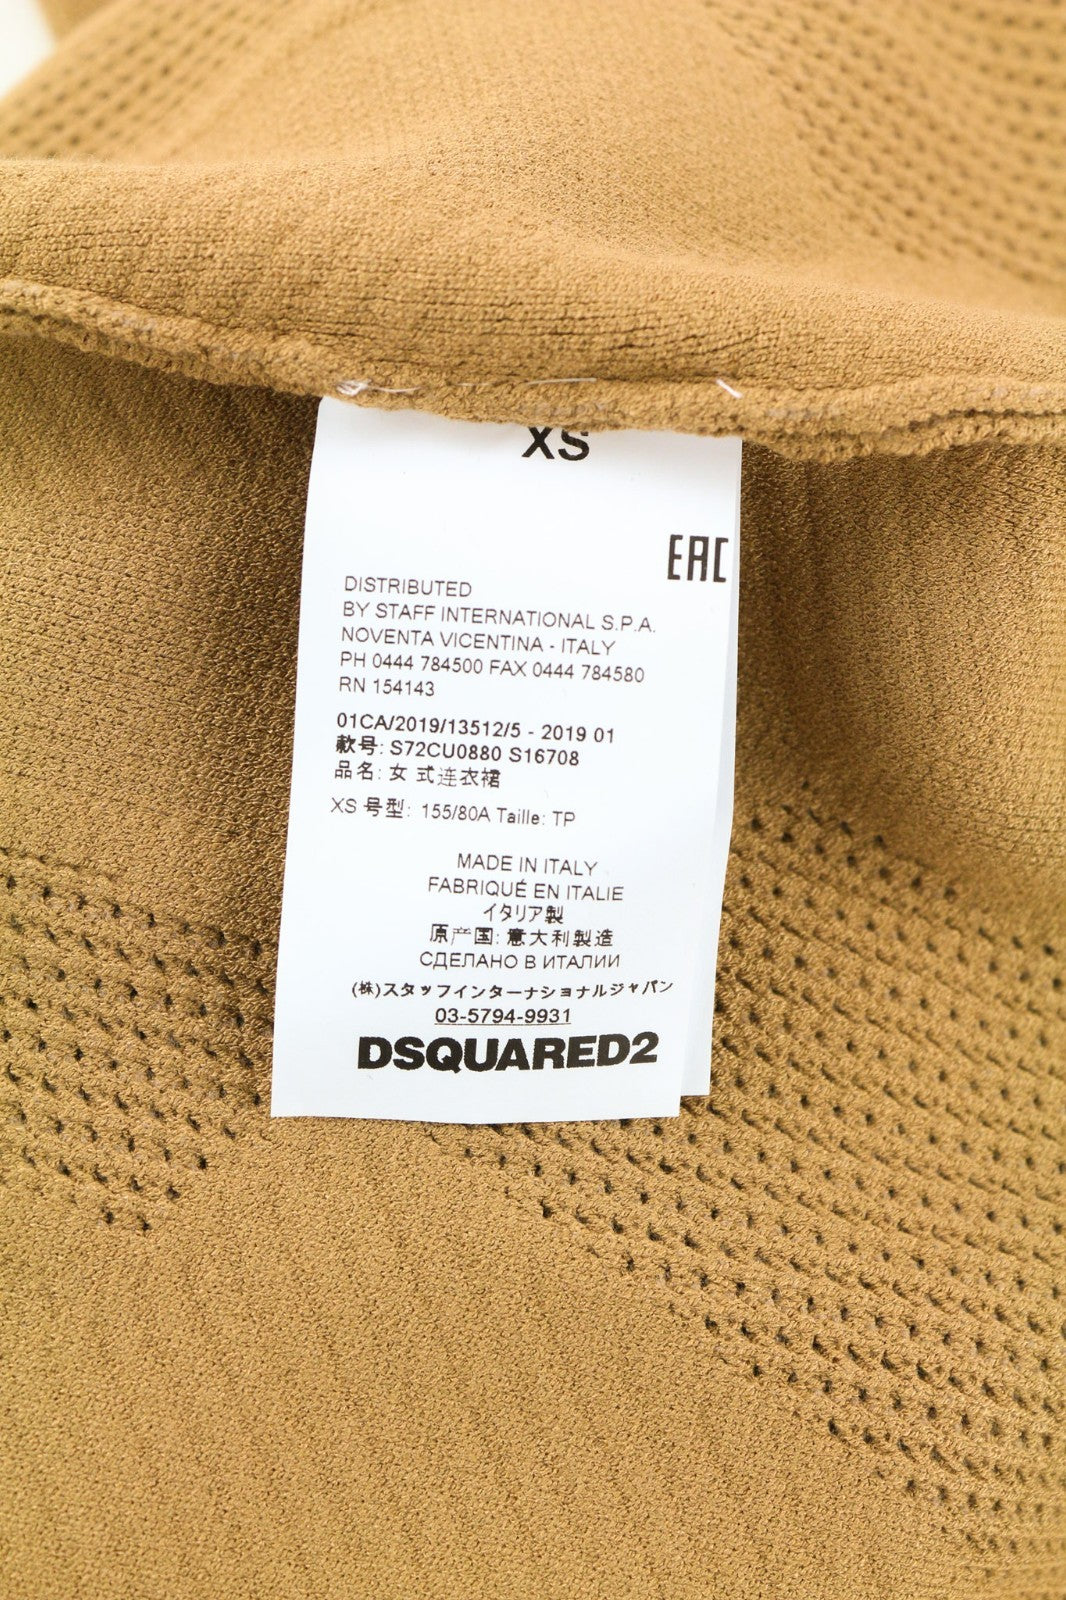 XS
EAC
DISTRIBUTED
BY STAFF INTERNATIONAL S.P.A.
NOVENTA VICENTINA - ITALY
PH 0444 784500 FAX 0444 784580
RN 154143
01CA/2019/13512/5 - 2019 01
款号: S72CU0880 S16708
品名: 女 式连衣裙
XS 号型: 155/80A Taille: TP
MADE IN ITALY
FABRIQUÉ EN ITALIE
イタリア製
原产国: 意大利製造
СДЕЛАНО В ИТАЛИИ
(株)スタッフインターナショナルジャパン
03-5794-9931
DSQUARED2